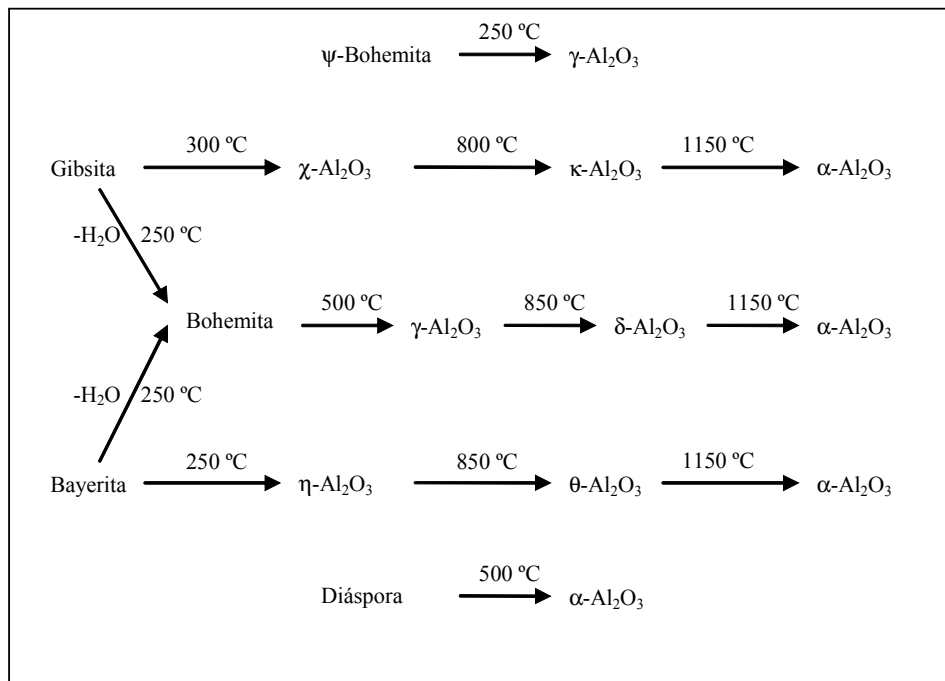 250 ºC
ψ-Bohemita γ-Al₂O₃
300 ºC 800 ºC 1150 ºC
Gibsita χ-Al₂O₃ κ-Al₂O₃ α-Al₂O₃
-H₂O 250 ºC
500 ºC 850 ºC 1150 ºC
Bohemita γ-Al₂O₃ δ-Al₂O₃ α-Al₂O₃
-H₂O 250 ºC
250 ºC 850 ºC 1150 ºC
Bayerita η-Al₂O₃ θ-Al₂O₃ α-Al₂O₃
500 ºC
Diáspora α-Al₂O₃